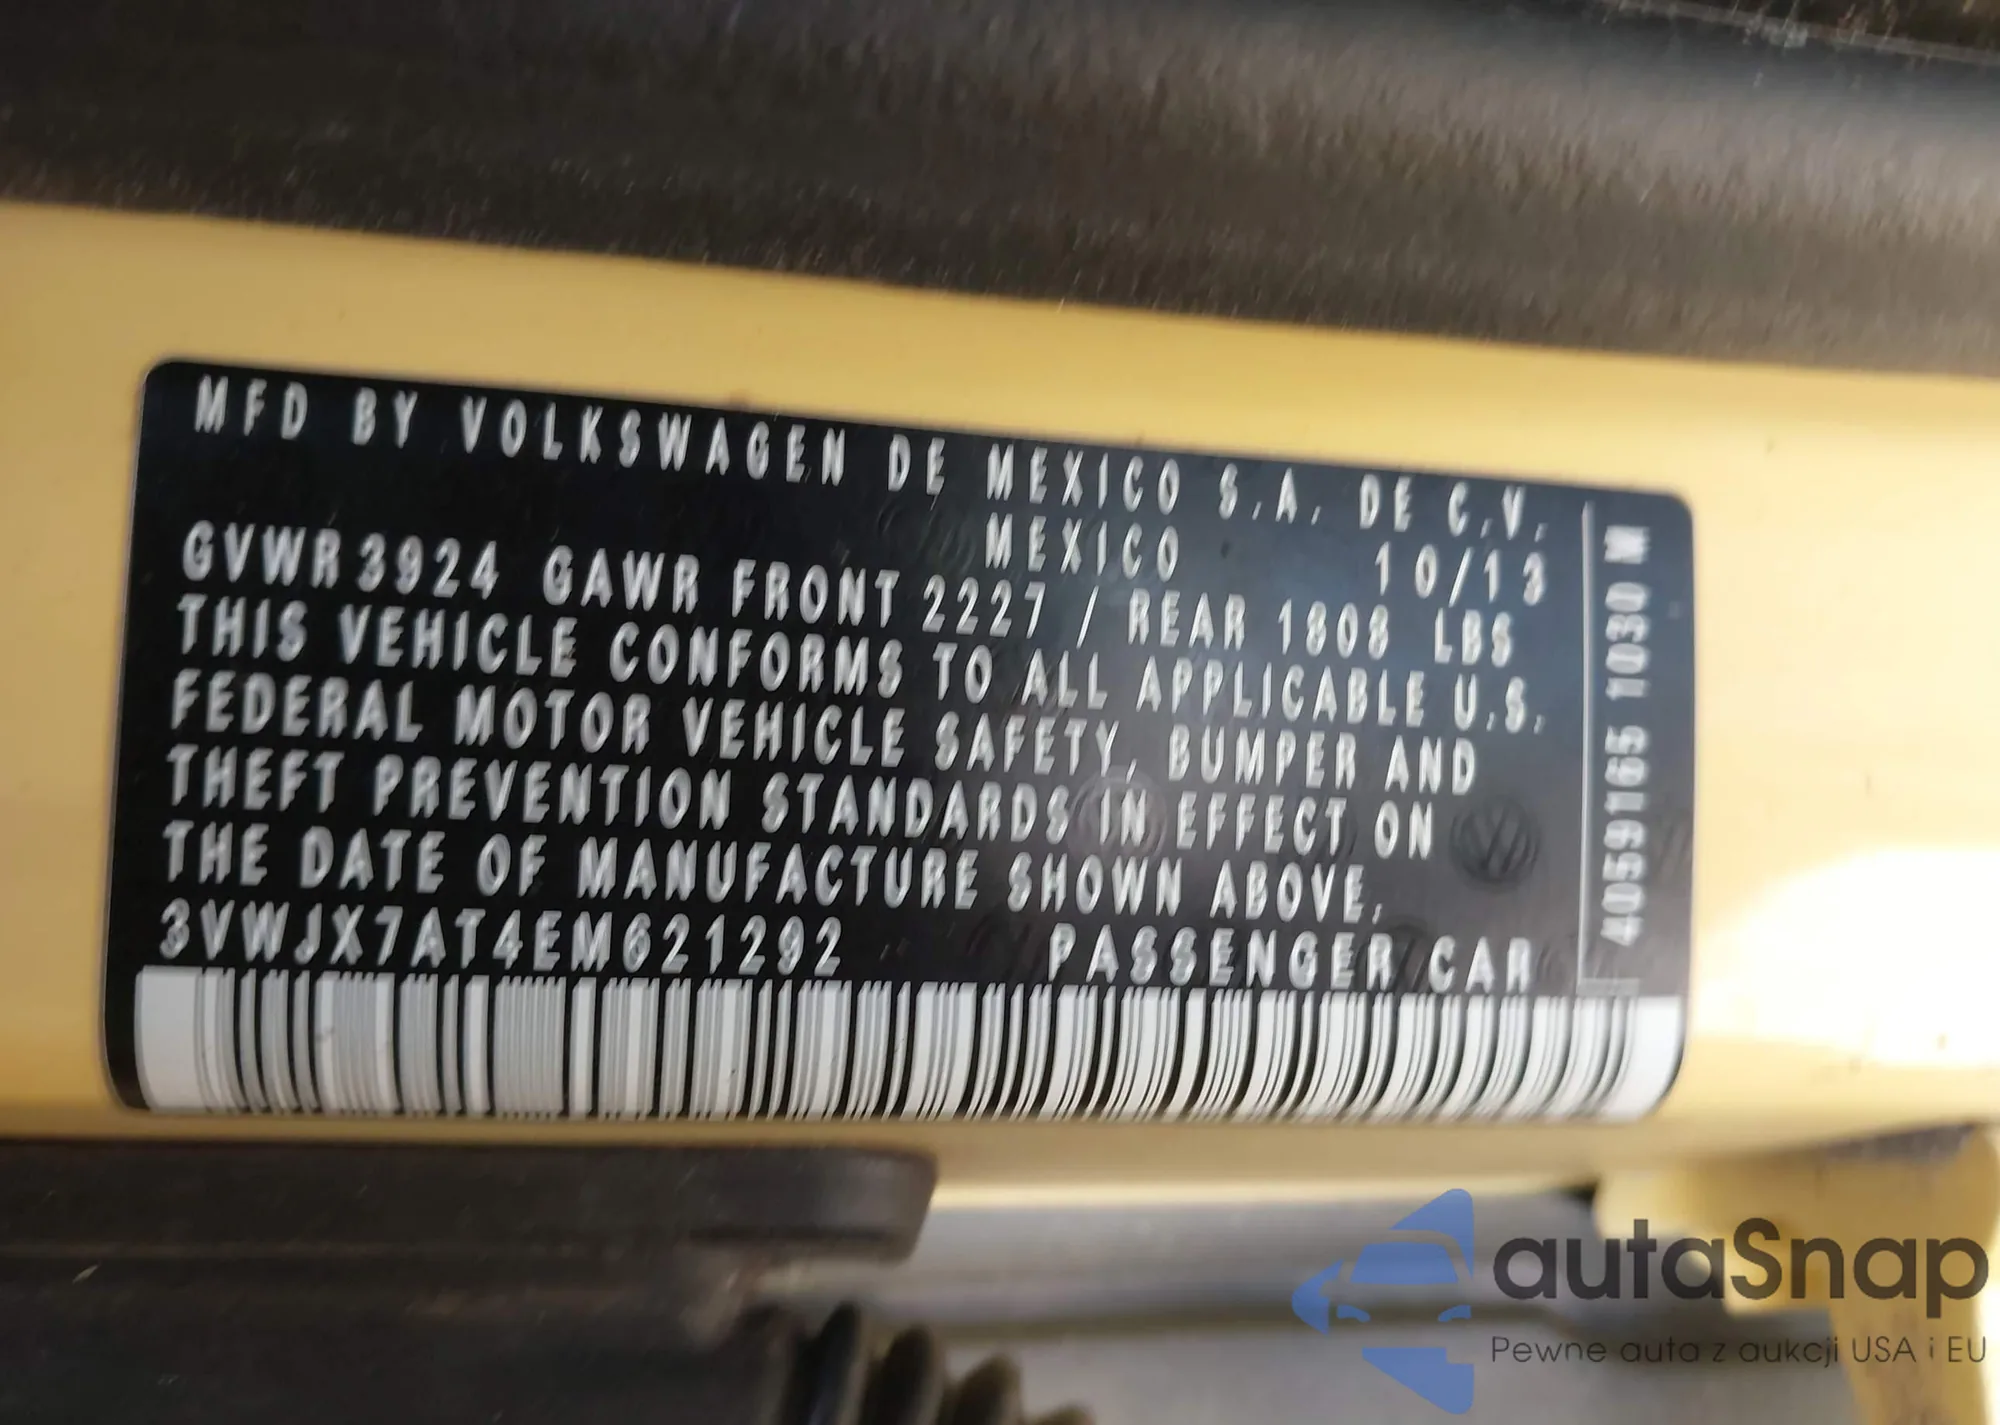 MFD BY VOLKSWAGEN DE MEXICO S.A. DE C.V.
MEXICO 10/13
GVWR 3924 GAWR FRONT 2227 / REAR 1808 LBS
THIS VEHICLE CONFORMS TO ALL APPLICABLE U.S.
FEDERAL MOTOR VEHICLE SAFETY, BUMPER AND
THEFT PREVENTION STANDARDS IN EFFECT ON
THE DATE OF MANUFACTURE SHOWN ABOVE.
3VWJX7AT4EM621292 PASSENGER CAR
40591165 1030 M
autaSnap
Pewne auta z aukcji USA i EU